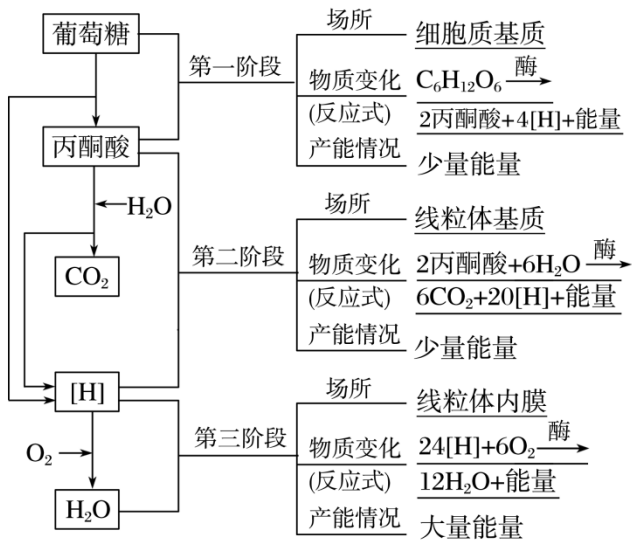 葡萄糖
丙酮酸
H₂O
CO₂
[H]
O₂
H₂O
第一阶段
场所
细胞质基质
物质变化
(反应式)
C₆H₁₂O₆ 酶
2丙酮酸+4[H]+能量
产能情况
少量能量
第二阶段
场所
线粒体基质
物质变化
(反应式)
2丙酮酸+6H₂O 酶
6CO₂+20[H]+能量
产能情况
少量能量
第三阶段
场所
线粒体内膜
物质变化
(反应式)
24[H]+6O₂ 酶
12H₂O+能量
产能情况
大量能量